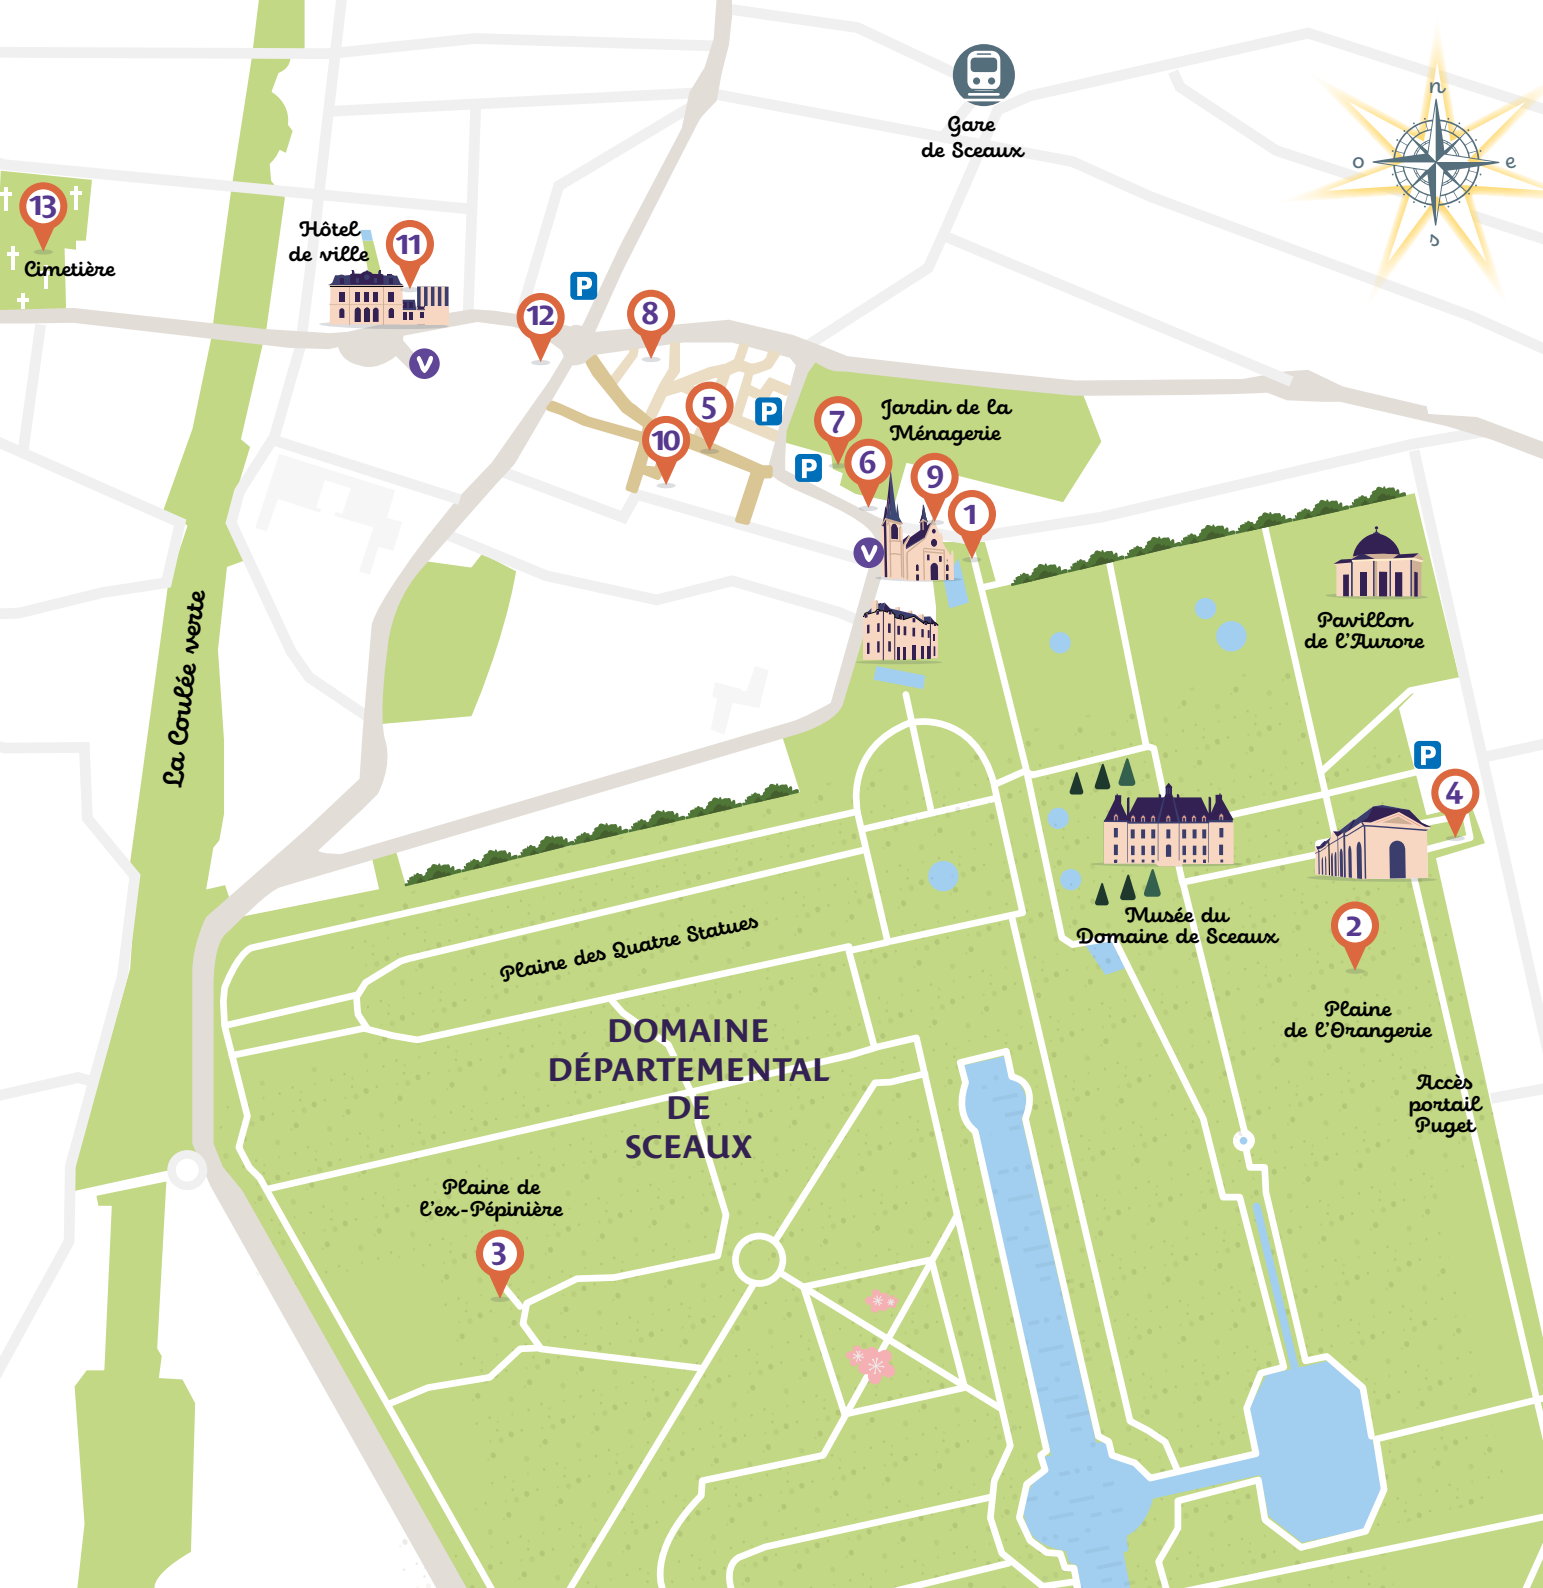 Gare
de Sceaux
n
o
e
s
13
Cimetière
Hôtel
de ville
11
12
P
8
V
5
P
10
7
Jardin de la
Ménagerie
P
6
9
1
V
La Coulée verte
Pavillon
de l'Aurore
P
4
Musée du
Domaine de Sceaux
2
Plaine
de l'Orangerie
Plaine des Quatre Statues
DOMAINE
DÉPARTEMENTAL
DE
SCEAUX
Accès
portail
Puget
Plaine de
l'ex-Pépinière
3